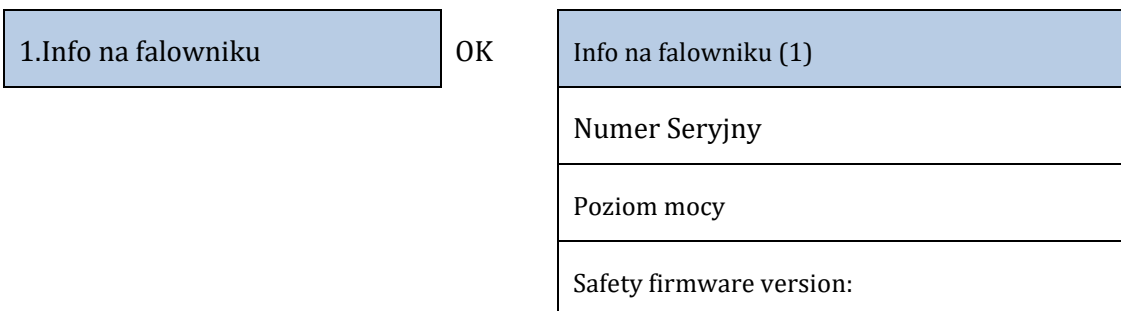 1.Info na falowniku
OK
Info na falowniku (1)
Numer Seryjny
Poziom mocy
Safety firmware version: